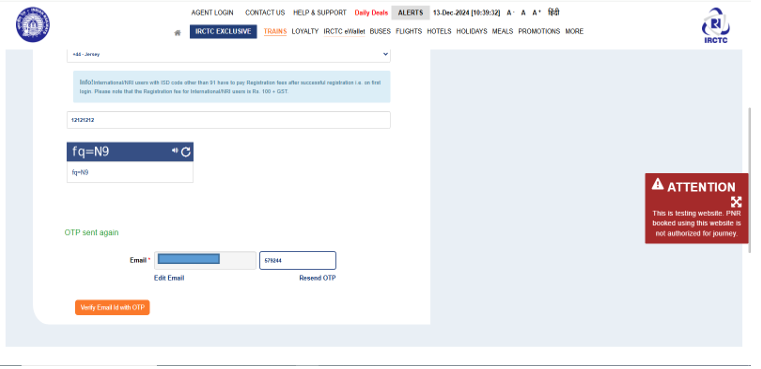 AGENT LOGIN CONTACT US HELP & SUPPORT Daily Deals ALERTS 13-Dec-2024 [10:39:32] A- A A+ हिंदी
IRCTC EXCLUSIVE TRAINS LOYALTY IRCTC eWallet BUSES FLIGHTS HOTELS HOLIDAYS MEALS PROMOTIONS MORE
IRCTC
+44 - Jersey
[Info!]International/NRI users with ISD code other than 91 have to pay Registration fees after successful registration i.e. on first
login. Please note that the Registration fee for International/NRI users is Rs. 100 + GST.
12121212
fq=N9
fq=N9
ATTENTION
This is testing website. PNR
booked using this website is
not authorized for journey.
OTP sent again
Email * 579244
Edit Email Resend OTP
Verify Email Id with OTP